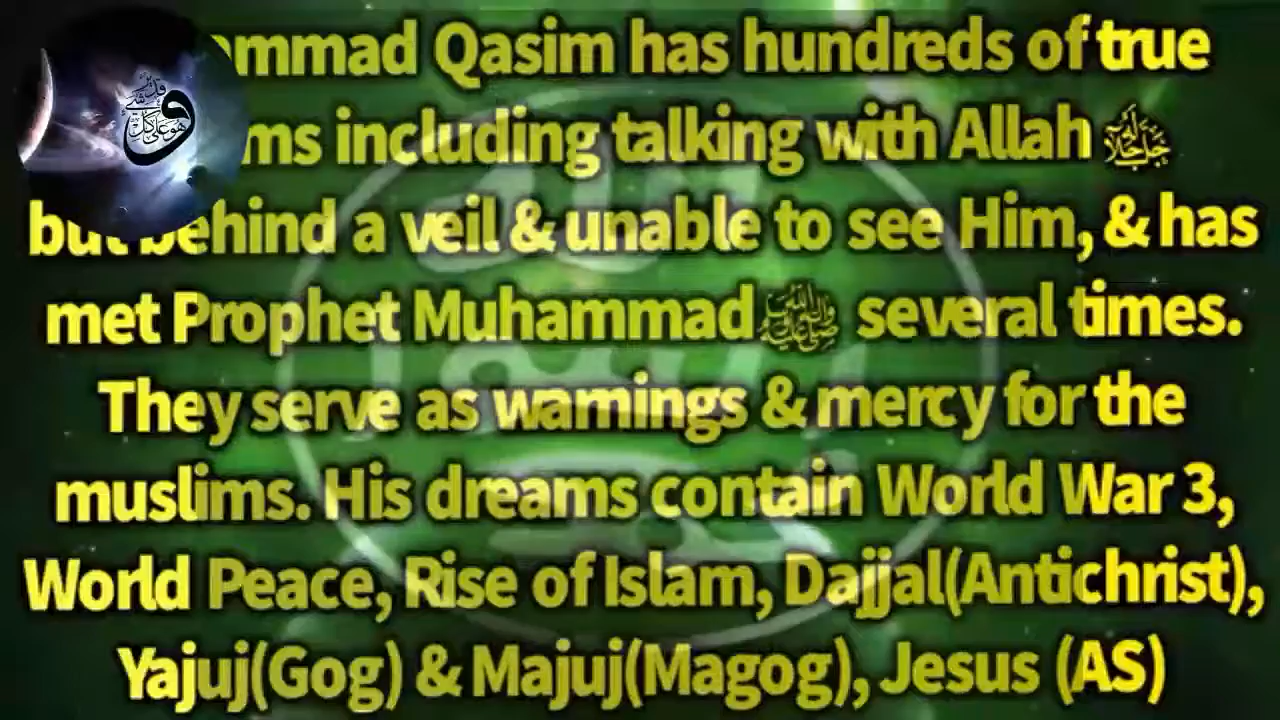 ammad Qasim has hundreds of true
ms including talking with Allah ﷻ
but behind a veil & unable to see Him, & has
met Prophet Muhammad ﷺ several times.
They serve as warnings & mercy for the
muslims. His dreams contain World War 3,
World Peace, Rise of Islam, Dajjal(Antichrist),
Yajuj(Gog) & Majuj(Magog), Jesus (AS)